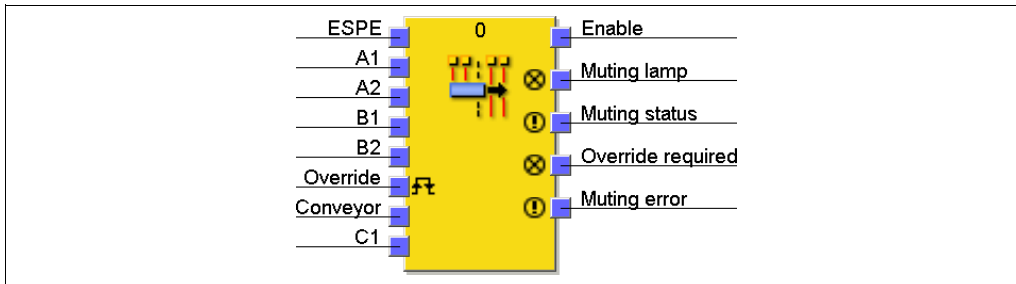 ESPE
0
Enable
A1
Muting lamp
A2
B1
Muting status
B2
Override required
Override
Muting error
Conveyor
C1